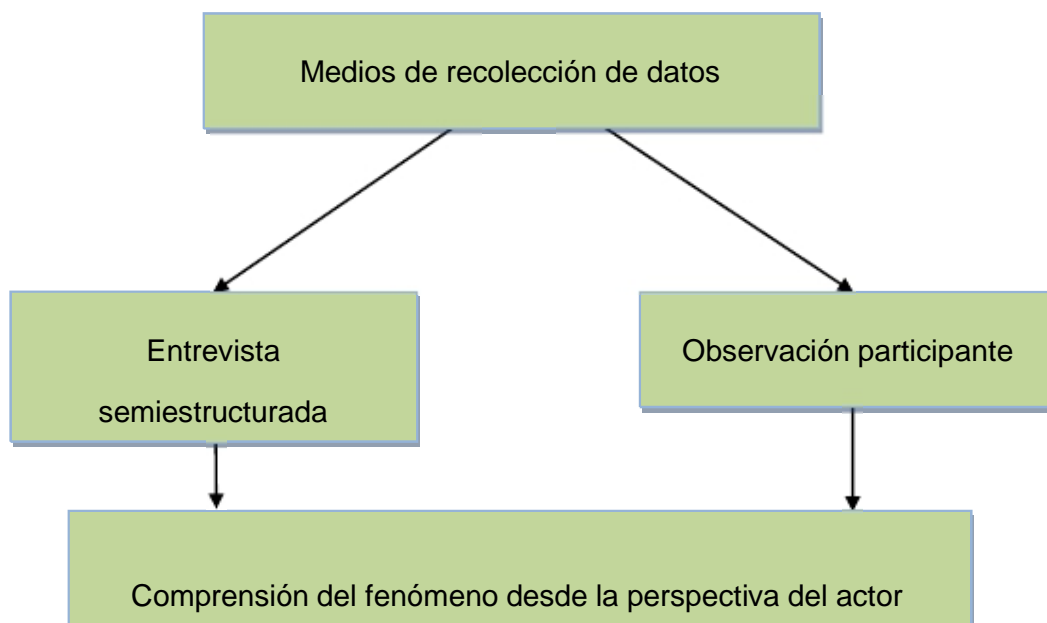 Medios de recolección de datos
Entrevista
semiestructurada
Observación participante
Comprensión del fenómeno desde la perspectiva del actor